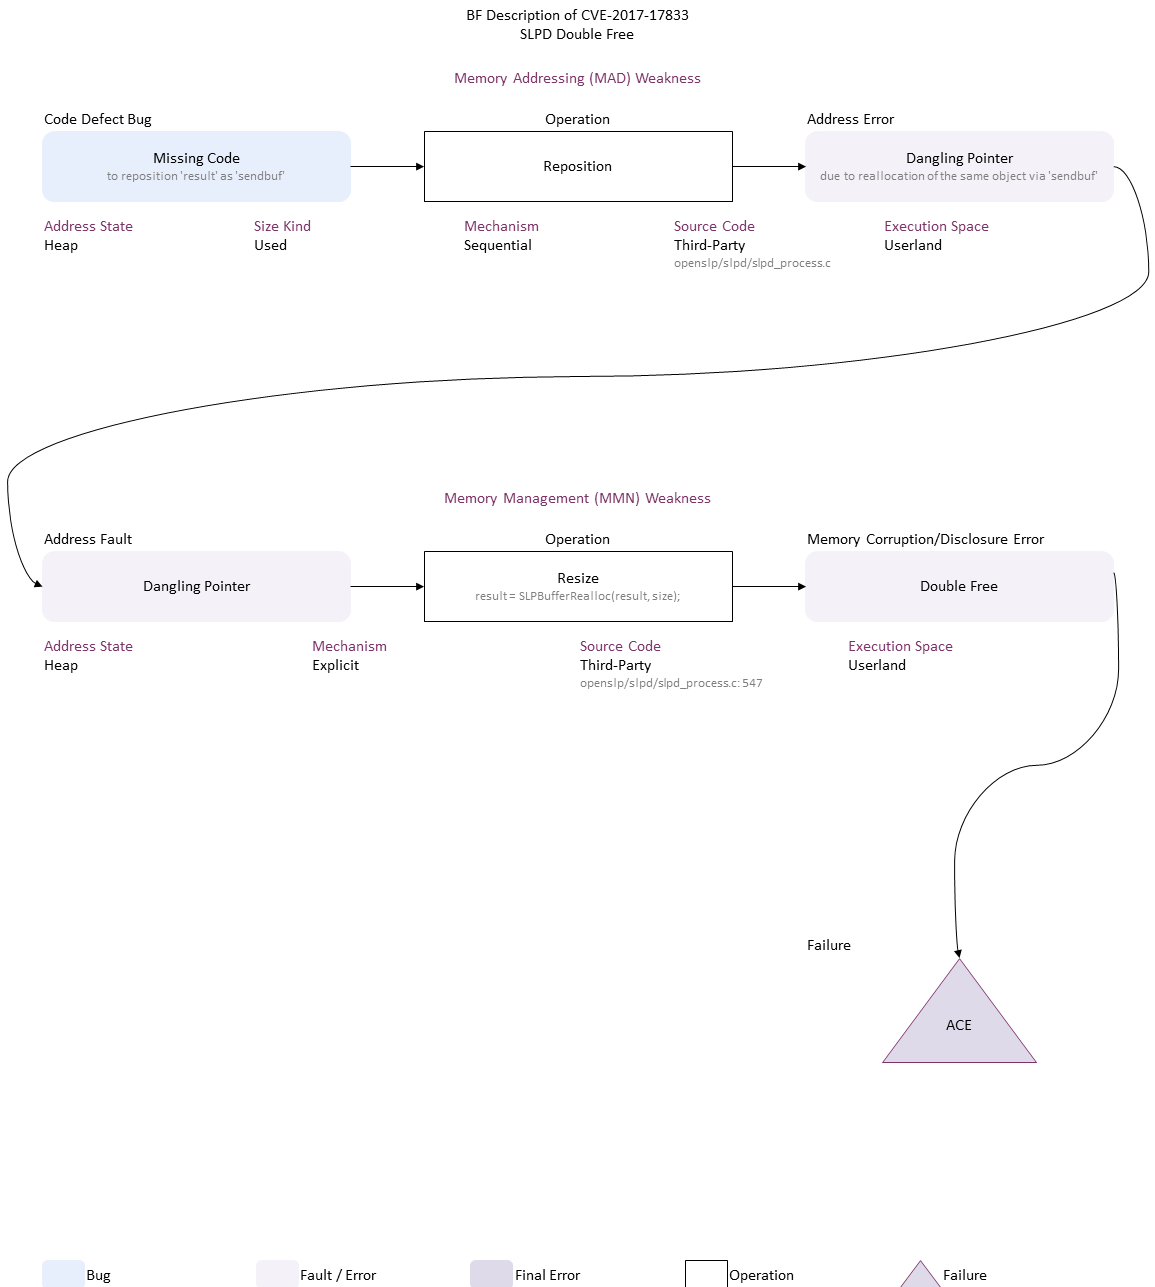 BF Description of CVE-2017-17833
SLPD Double Free
Memory Addressing (MAD) Weakness
Code Defect Bug
Operation
Address Error
Missing Code
to reposition 'result' as 'sendbuf'
Reposition
Dangling Pointer
due to reallocation of the same object via 'sendbuf'
Address State
Size Kind
Mechanism
Source Code
Execution Space
Heap
Used
Sequential
Third-Party
Userland
openslp/slpd/slpd_process.c
Memory Management (MMN) Weakness
Address Fault
Operation
Memory Corruption/Disclosure Error
Dangling Pointer
Resize
result = SLPBufferRealloc(result, size);
Double Free
Address State
Mechanism
Source Code
Execution Space
Heap
Explicit
Third-Party
Userland
openslp/slpd/slpd_process.c: 547
Failure
ACE
Bug
Fault / Error
Final Error
Operation
Failure